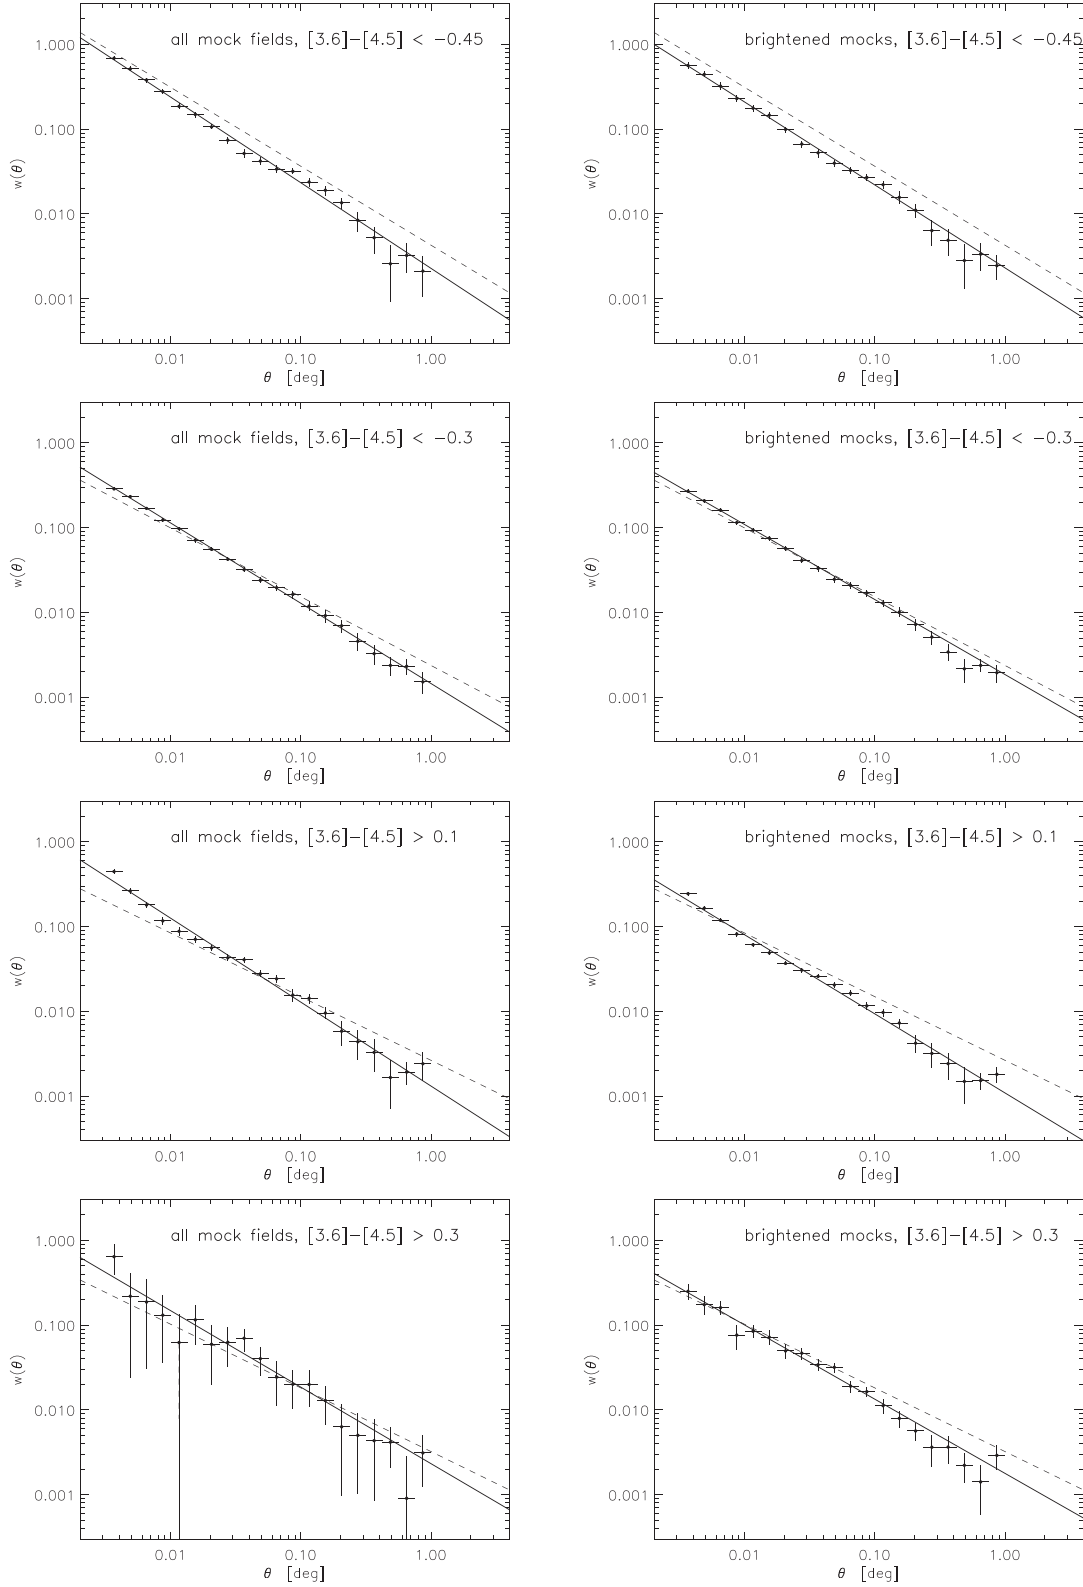 all mock fields, [3.6]−[4.5] < −0.45
1.000
0.100
0.010
0.001
w(θ)
0.01 0.10 1.00
θ [deg]
brightened mocks, [3.6]−[4.5] < −0.45
1.000
0.100
0.010
0.001
w(θ)
0.01 0.10 1.00
θ [deg]
all mock fields, [3.6]−[4.5] < −0.3
1.000
0.100
0.010
0.001
w(θ)
0.01 0.10 1.00
θ [deg]
brightened mocks, [3.6]−[4.5] < −0.3
1.000
0.100
0.010
0.001
w(θ)
0.01 0.10 1.00
θ [deg]
all mock fields, [3.6]−[4.5] > 0.1
1.000
0.100
0.010
0.001
w(θ)
0.01 0.10 1.00
θ [deg]
brightened mocks, [3.6]−[4.5] > 0.1
1.000
0.100
0.010
0.001
w(θ)
0.01 0.10 1.00
θ [deg]
all mock fields, [3.6]−[4.5] > 0.3
1.000
0.100
0.010
0.001
w(θ)
0.01 0.10 1.00
θ [deg]
brightened mocks, [3.6]−[4.5] > 0.3
1.000
0.100
0.010
0.001
w(θ)
0.01 0.10 1.00
θ [deg]